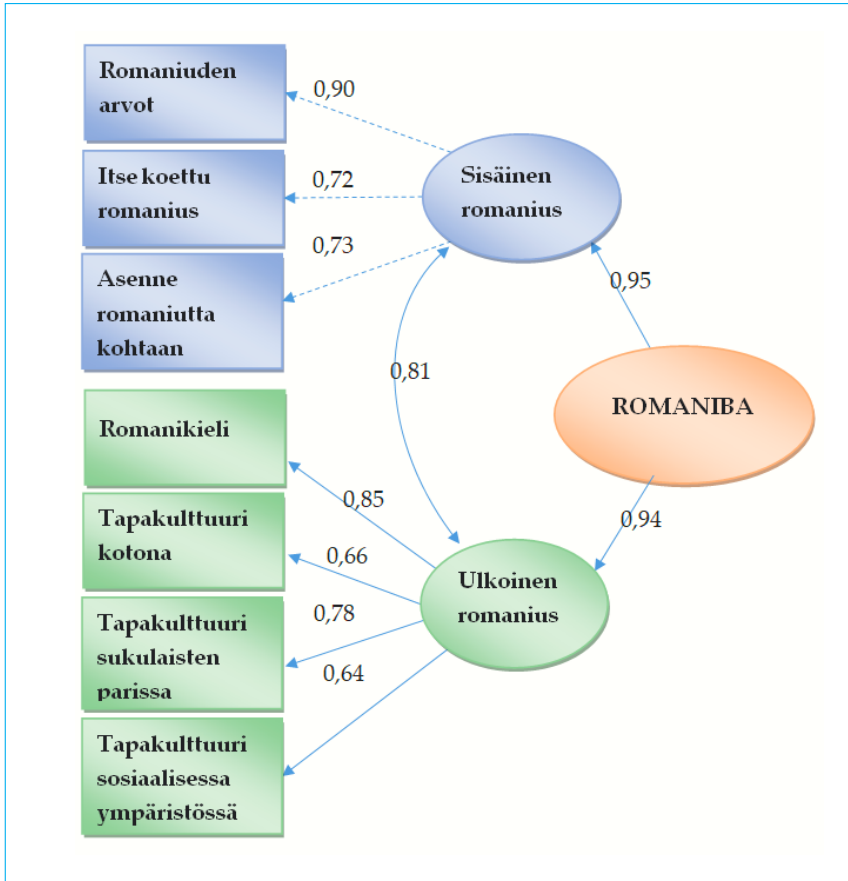 Romaniuden
arvot
0,90
Itse koettu
romanius
0,72
Sisäinen
romanius
Asenne
romaniutta
kohtaan
0,73
0,95
0,81
ROMANIBA
Romanikieli
0,85
0,94
Tapakulttuuri
kotona
0,66
Ulkoinen
romanius
Tapakulttuuri
sukulaisten
parissa
0,78
0,64
Tapakulttuuri
sosiaalisessa
ympäristössä